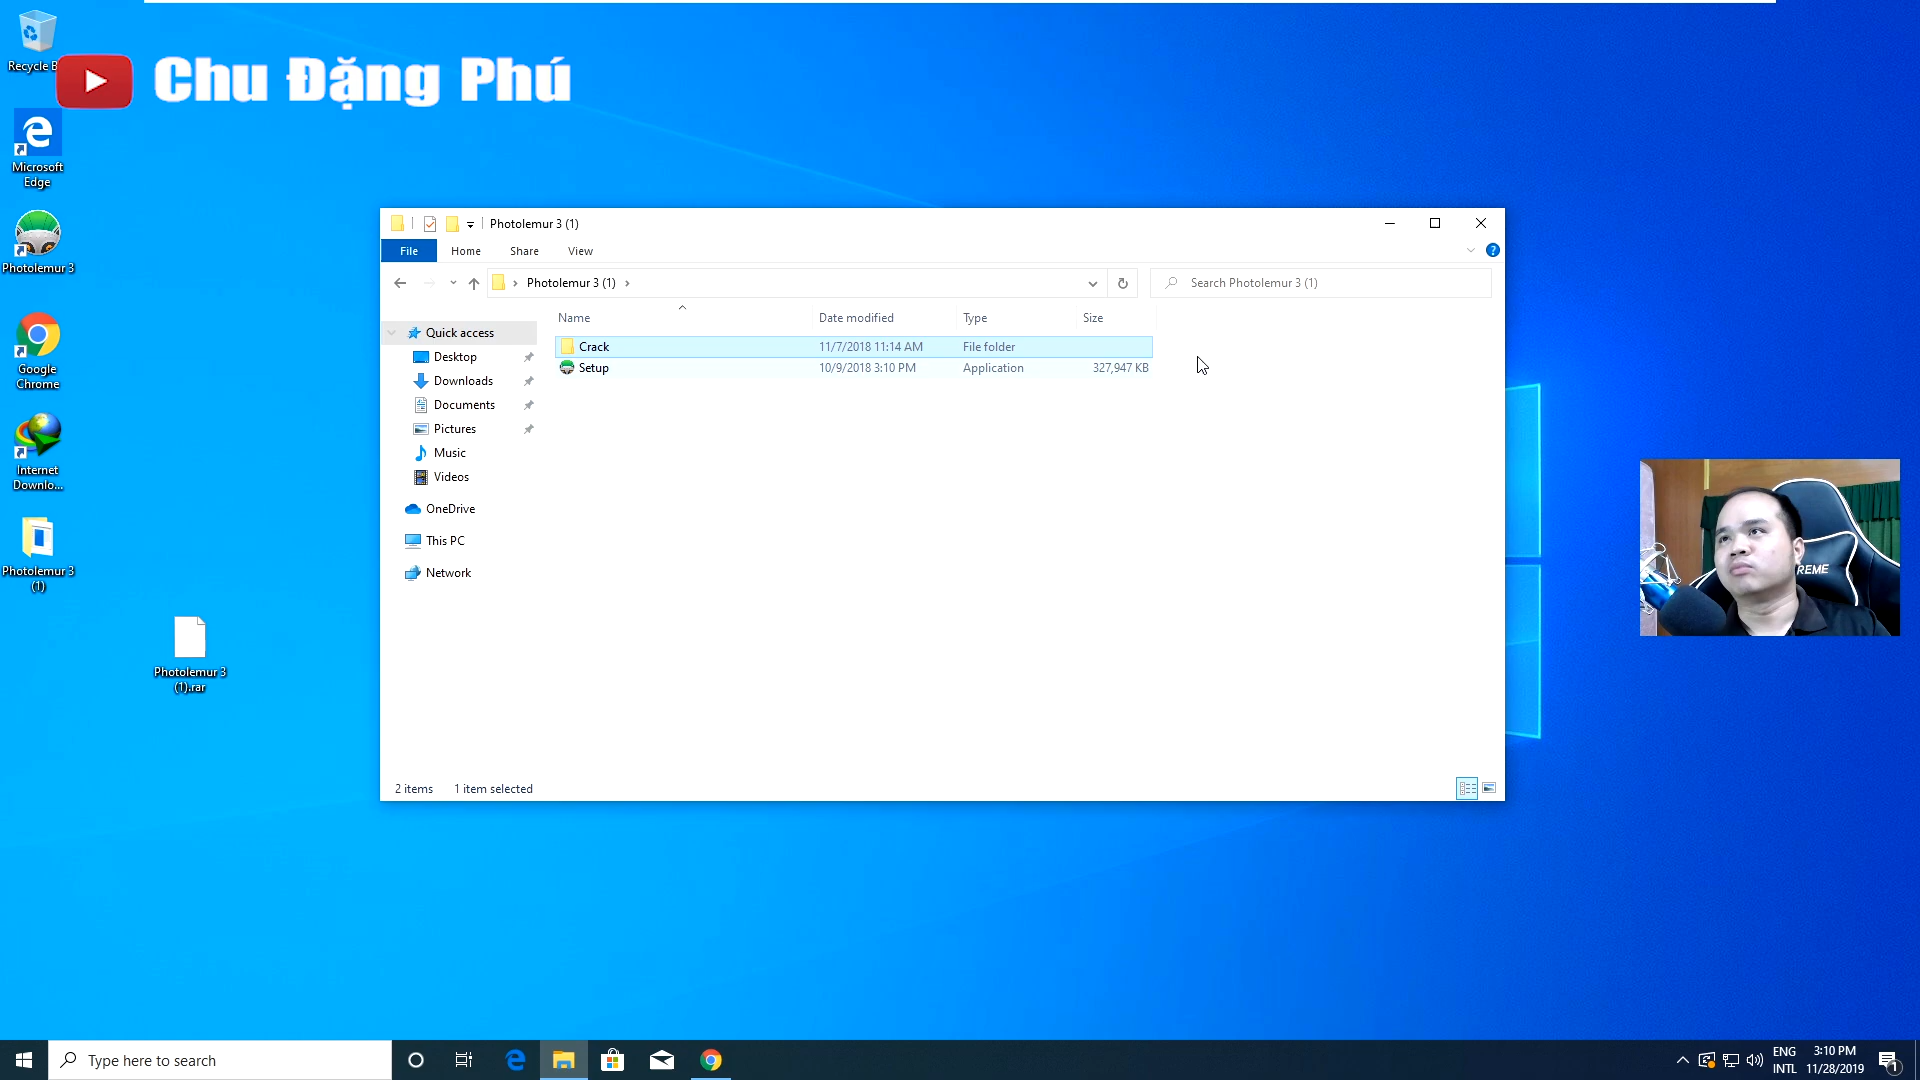 Recycle B
Chu Đặng Phú
Microsoft
Edge
Photolemur 3
Google
Chrome
Internet
Downlo...
Photolemur 3
(1)
Photolemur 3
(1).rar
Photolemur 3 (1)
File
Home
Share
View
Photolemur 3 (1)
Search Photolemur 3 (1)
Name
Date modified
Type
Size
Quick access
Desktop
Downloads
Documents
Pictures
Music
Videos
OneDrive
This PC
Network
Crack
11/7/2018 11:14 AM
File folder
Setup
10/9/2018 3:10 PM
Application
327,947 KB
2 items
1 item selected
REME
Type here to search
ENG
INTL
3:10 PM
11/28/2019
1